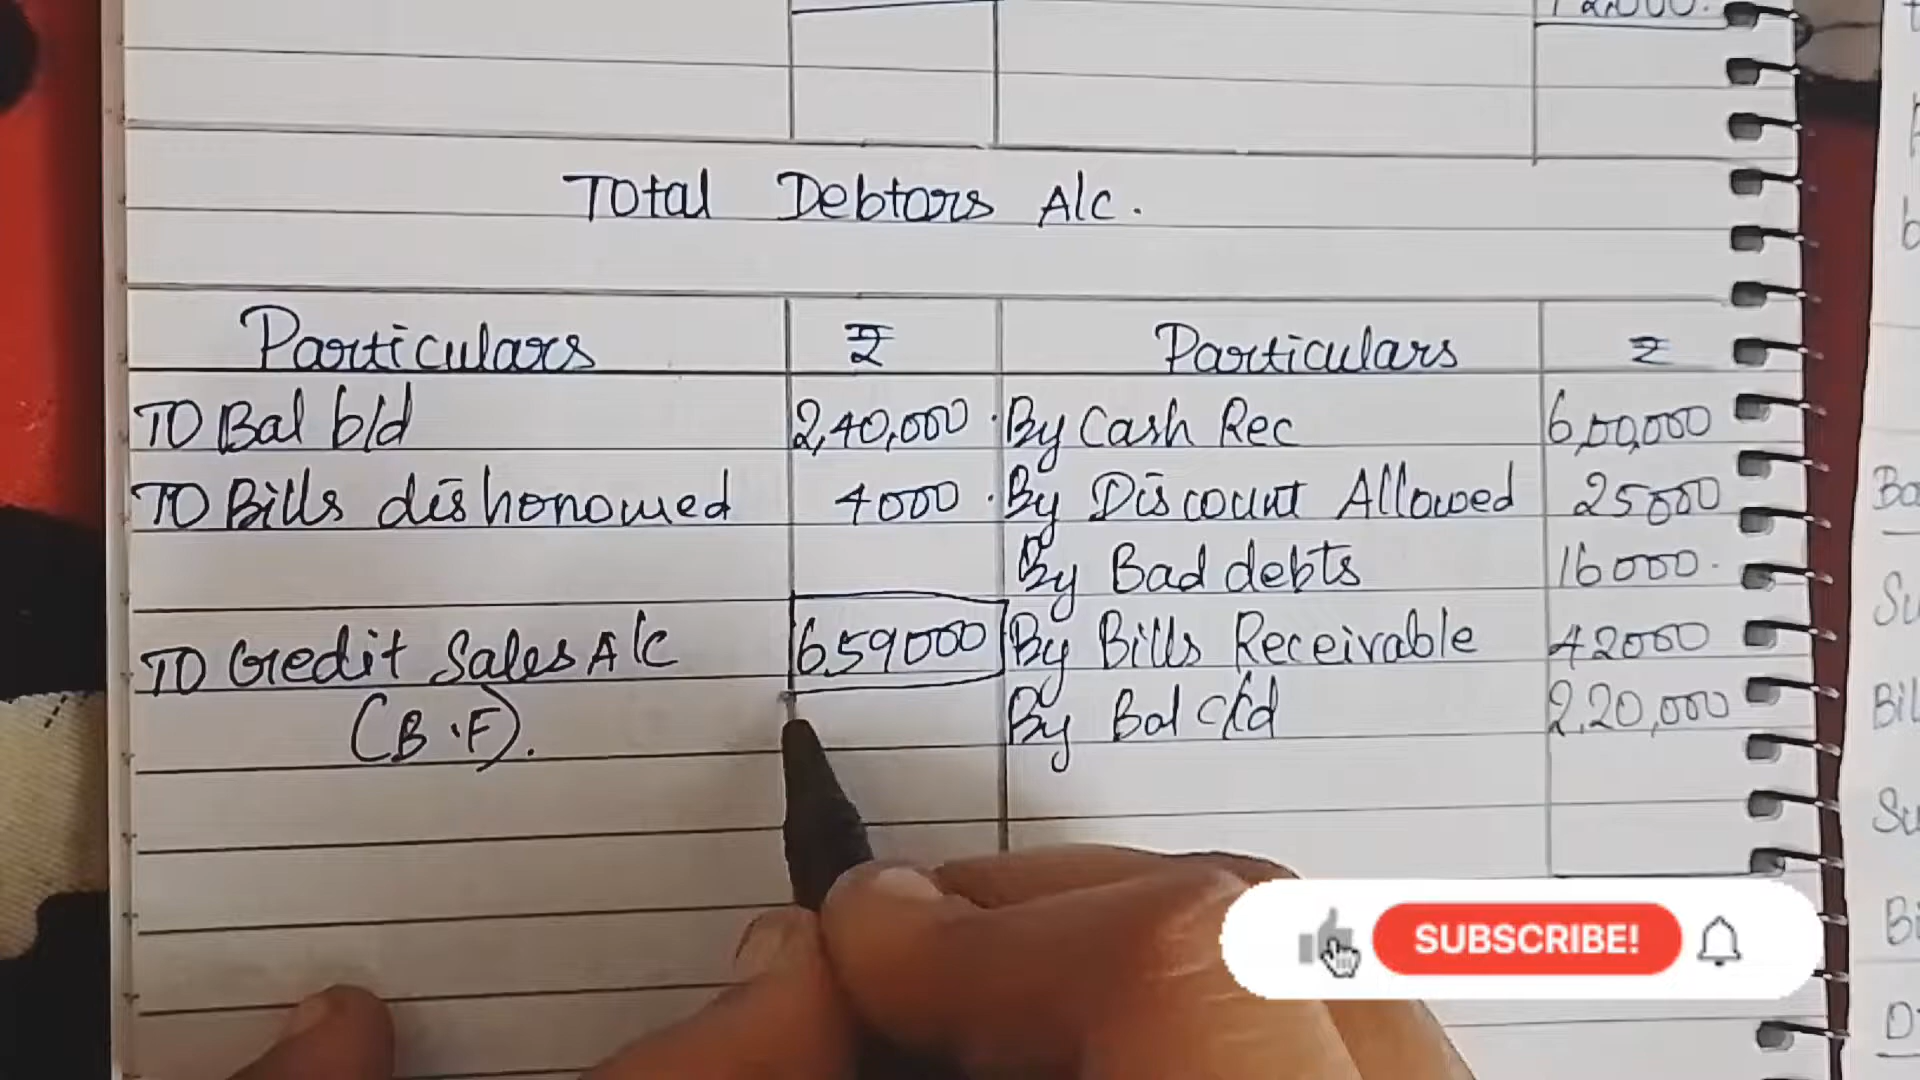 Total Debtors A/c.
Particulars ₹ Particulars ₹
TO Bal b/d 2,40,000 By Cash Rec 6,00,000
TO Bills dishonoured 4000 By Discount Allowed 25000
By Bad debts 16000
TO Credit Sales A/c 659000 By Bills Receivable 42000
(B.F). By Bal c/d 2,20,000
SUBSCRIBE!